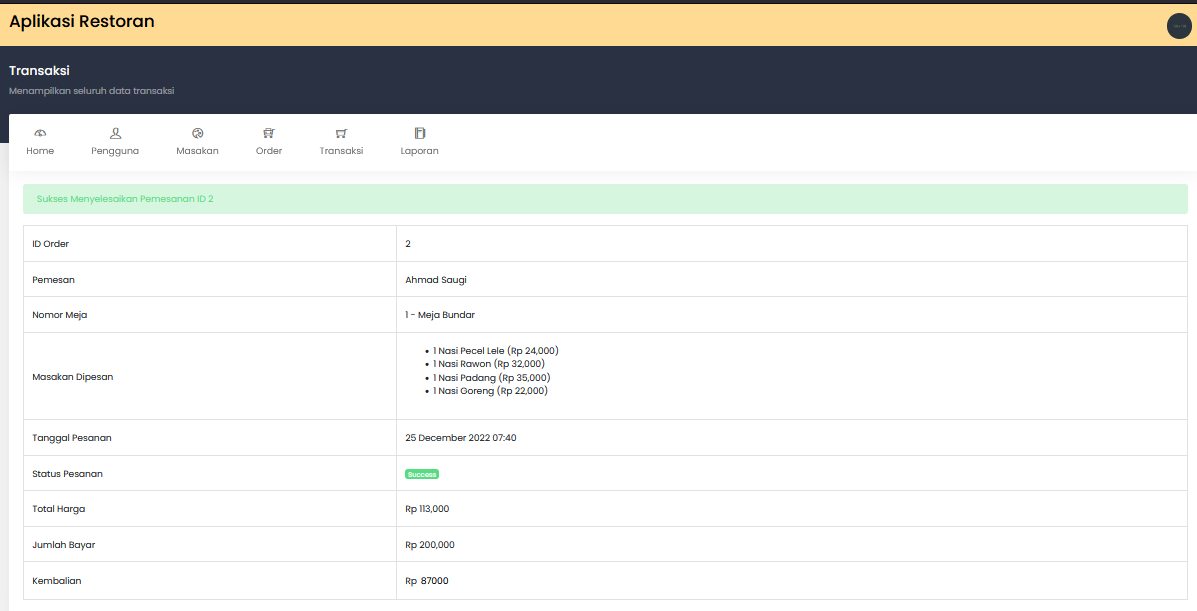 Aplikasi Restoran
Transaksi
Menampilkan seluruh data transaksi
Home Pengguna Masakan Order Transaksi Laporan
Sukses Menyelesaikan Pemesanan ID 2
ID Order 2
Pemesan Ahmad Saugi
Nomor Meja 1 - Meja Bundar
Masakan Dipesan
• 1 Nasi Pecel Lele (Rp 24,000)
• 1 Nasi Rawon (Rp 32,000)
• 1 Nasi Padang (Rp 35,000)
• 1 Nasi Goreng (Rp 22,000)
Tanggal Pesanan 25 December 2022 07:40
Status Pesanan Success
Total Harga Rp 113,000
Jumlah Bayar Rp 200,000
Kembalian Rp 87000